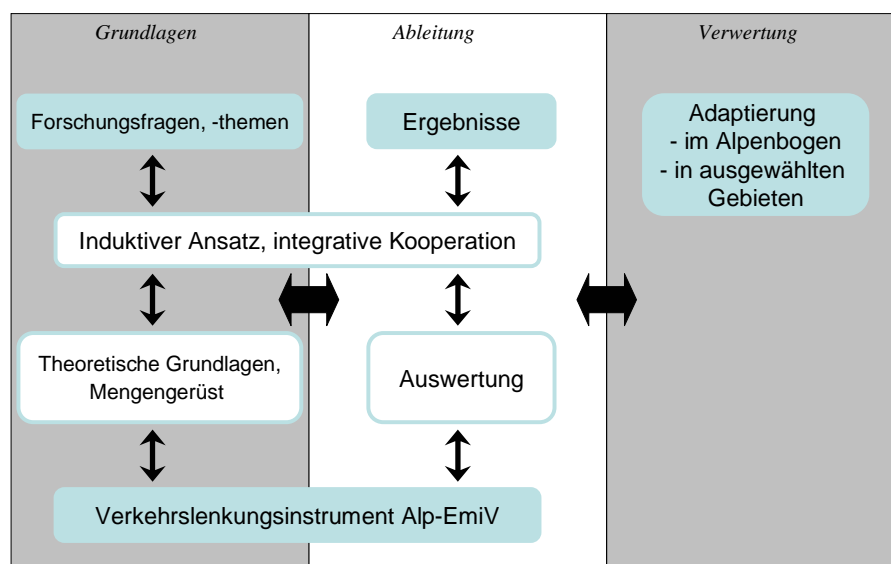 Grundlagen
Ableitung
Verwertung
Forschungsfragen, -themen
Ergebnisse
Adaptierung
- im Alpenbogen
- in ausgewählten
Gebieten
Induktiver Ansatz, integrative Kooperation
Theoretische Grundlagen,
Mengengerüst
Auswertung
Verkehrslenkungsinstrument Alp-EmiV